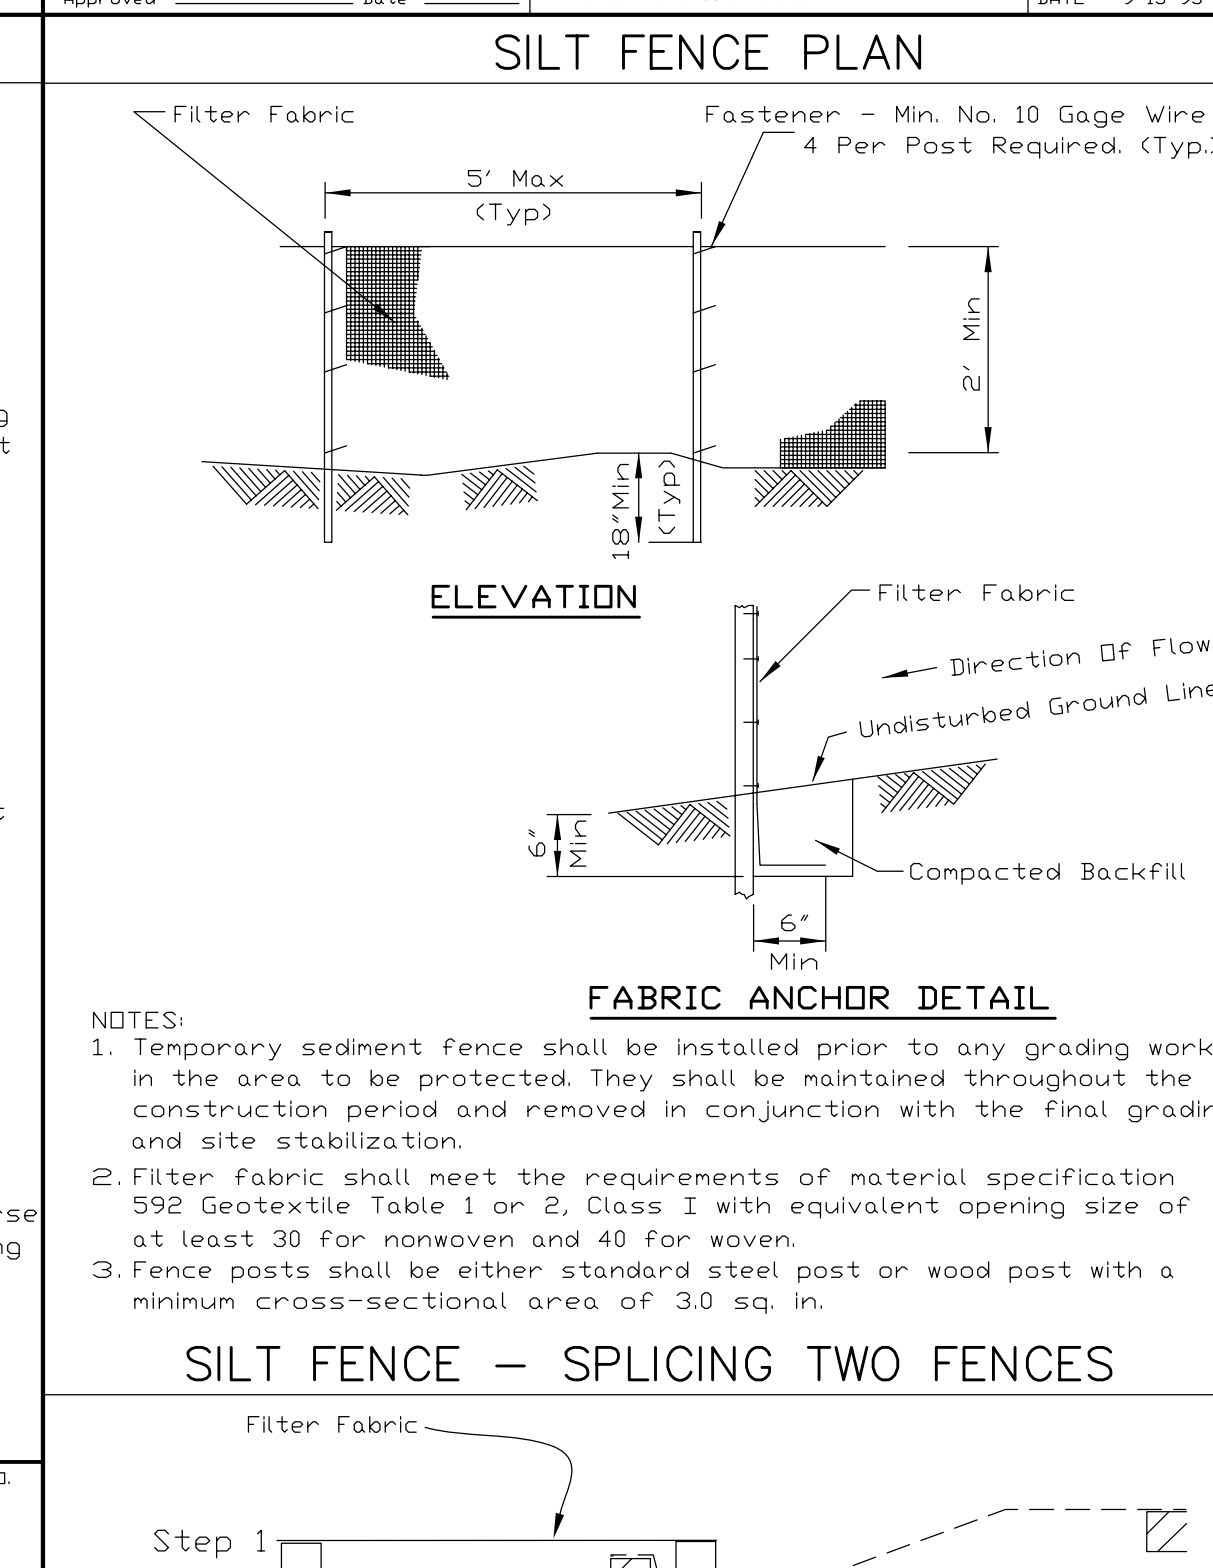 Approved Date
SILT FENCE PLAN
Filter Fabric
Fastener - Min. No. 10 Gage Wire
4 Per Post Required. (Typ.)
5' Max
(Typ)
2' Min
18"Min
(Typ)
ELEVATION
Filter Fabric
Direction Of Flow
Undisturbed Ground Line
6"
Min
Compacted Backfill
6"
Min
FABRIC ANCHOR DETAIL
NOTES:
1. Temporary sediment fence shall be installed prior to any grading work
in the area to be protected. They shall be maintained throughout the
construction period and removed in conjunction with the final gradin
and site stabilization.
2. Filter fabric shall meet the requirements of material specification
592 Geotextile Table 1 or 2, Class I with equivalent opening size of
at least 30 for nonwoven and 40 for woven.
3. Fence posts shall be either standard steel post or wood post with a
minimum cross-sectional area of 3.0 sq. in.
SILT FENCE - SPLICING TWO FENCES
Filter Fabric
Step 1